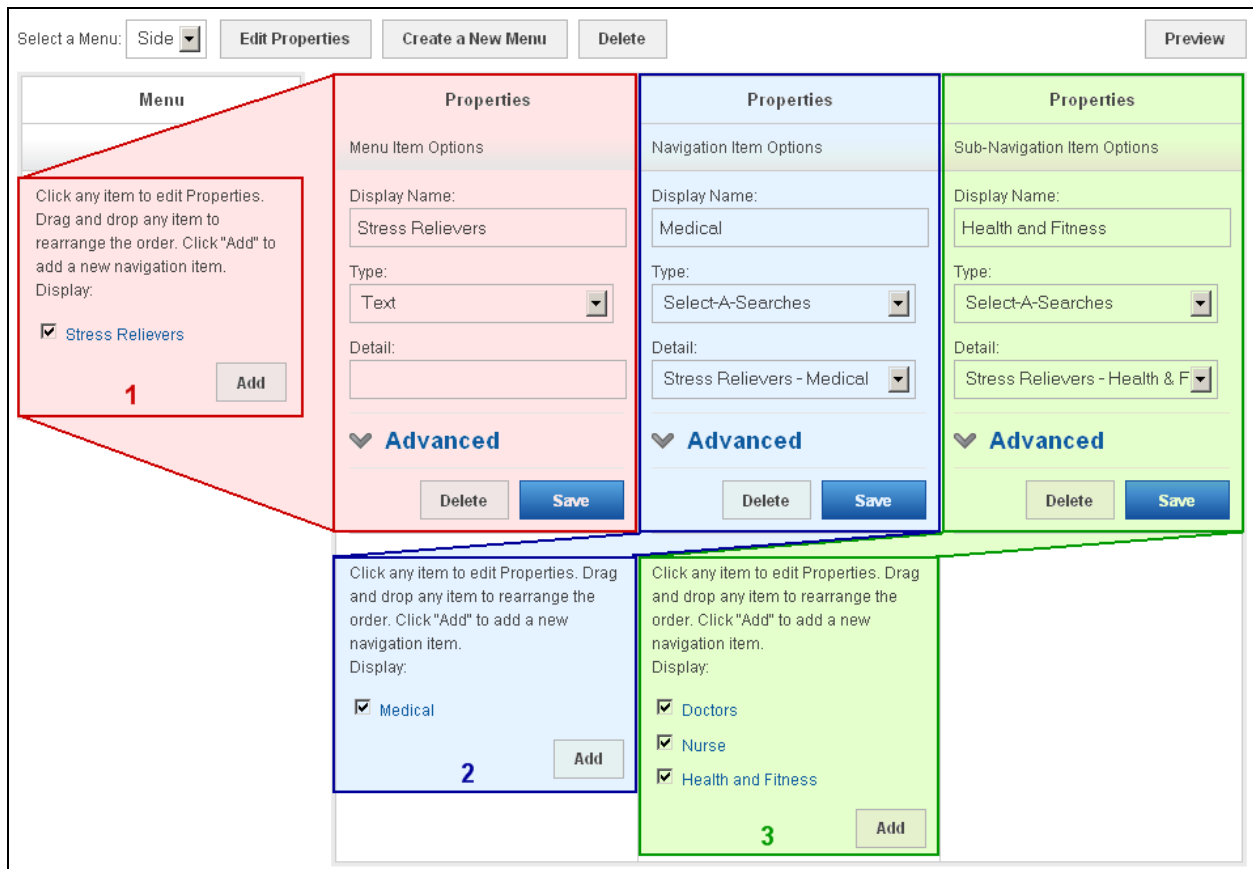 Select a Menu: Side Edit Properties Create a New Menu Delete Preview
Menu
Click any item to edit Properties.
Drag and drop any item to
rearrange the order. Click "Add" to
add a new navigation item.
Display:
Stress Relievers
Add
1
Properties
Menu Item Options
Display Name:
Stress Relievers
Type:
Text
Detail:
Advanced
Delete Save
Properties
Navigation Item Options
Display Name:
Medical
Type:
Select-A-Searches
Detail:
Stress Relievers - Medical
Advanced
Delete Save
Properties
Sub-Navigation Item Options
Display Name:
Health and Fitness
Type:
Select-A-Searches
Detail:
Stress Relievers - Health & F
Advanced
Delete Save
Click any item to edit Properties. Drag
and drop any item to rearrange the
order. Click "Add" to add a new
navigation item.
Display:
Medical
Add
2
Click any item to edit Properties. Drag
and drop any item to rearrange the
order. Click "Add" to add a new
navigation item.
Display:
Doctors
Nurse
Health and Fitness
Add
3